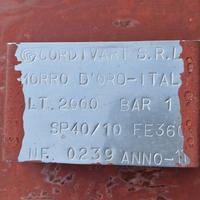 ©CORDIVARI S.R.L
MORRO D'ORO-ITAL
LT. 2000 BAR 1
SP40/10 FE360
NF. 0239 ANNO-1